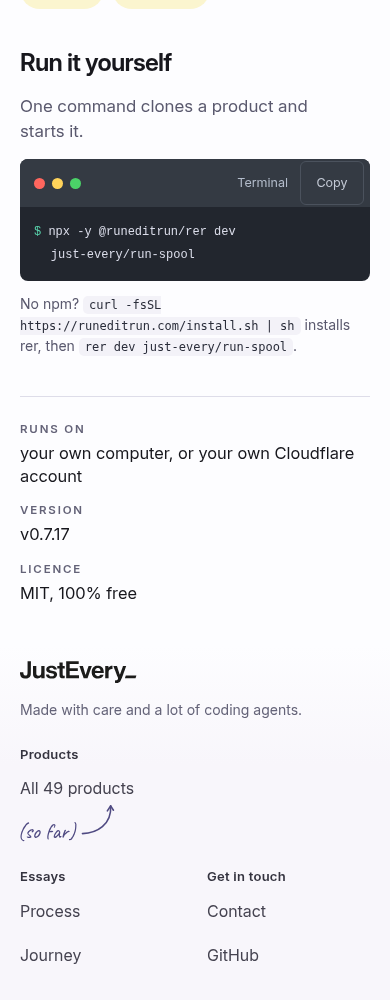 Run it yourself
One command clones a product and
starts it.
Terminal
Copy
$ npx -y @runeditrun/rer dev
just-every/run-spool
No npm? curl -fsSL
https://runeditrun.com/install.sh | sh installs
rer, then rer dev just-every/run-spool.
RUNS ON
your own computer, or your own Cloudflare
account
VERSION
v0.7.17
LICENCE
MIT, 100% free
JustEvery_
Made with care and a lot of coding agents.
Products
All 49 products
(so far)
Essays
Process
Journey
Get in touch
Contact
GitHub